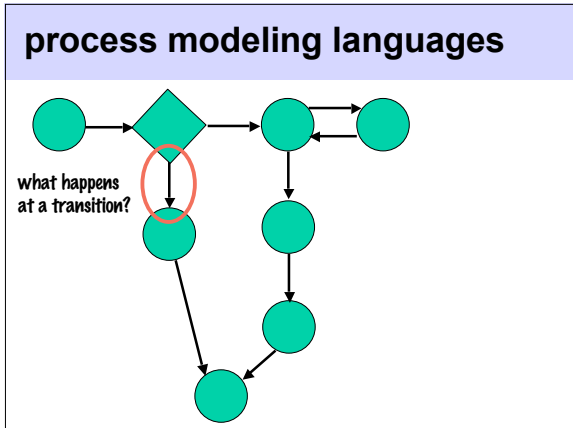 process modeling languages
what happens
at a transition?